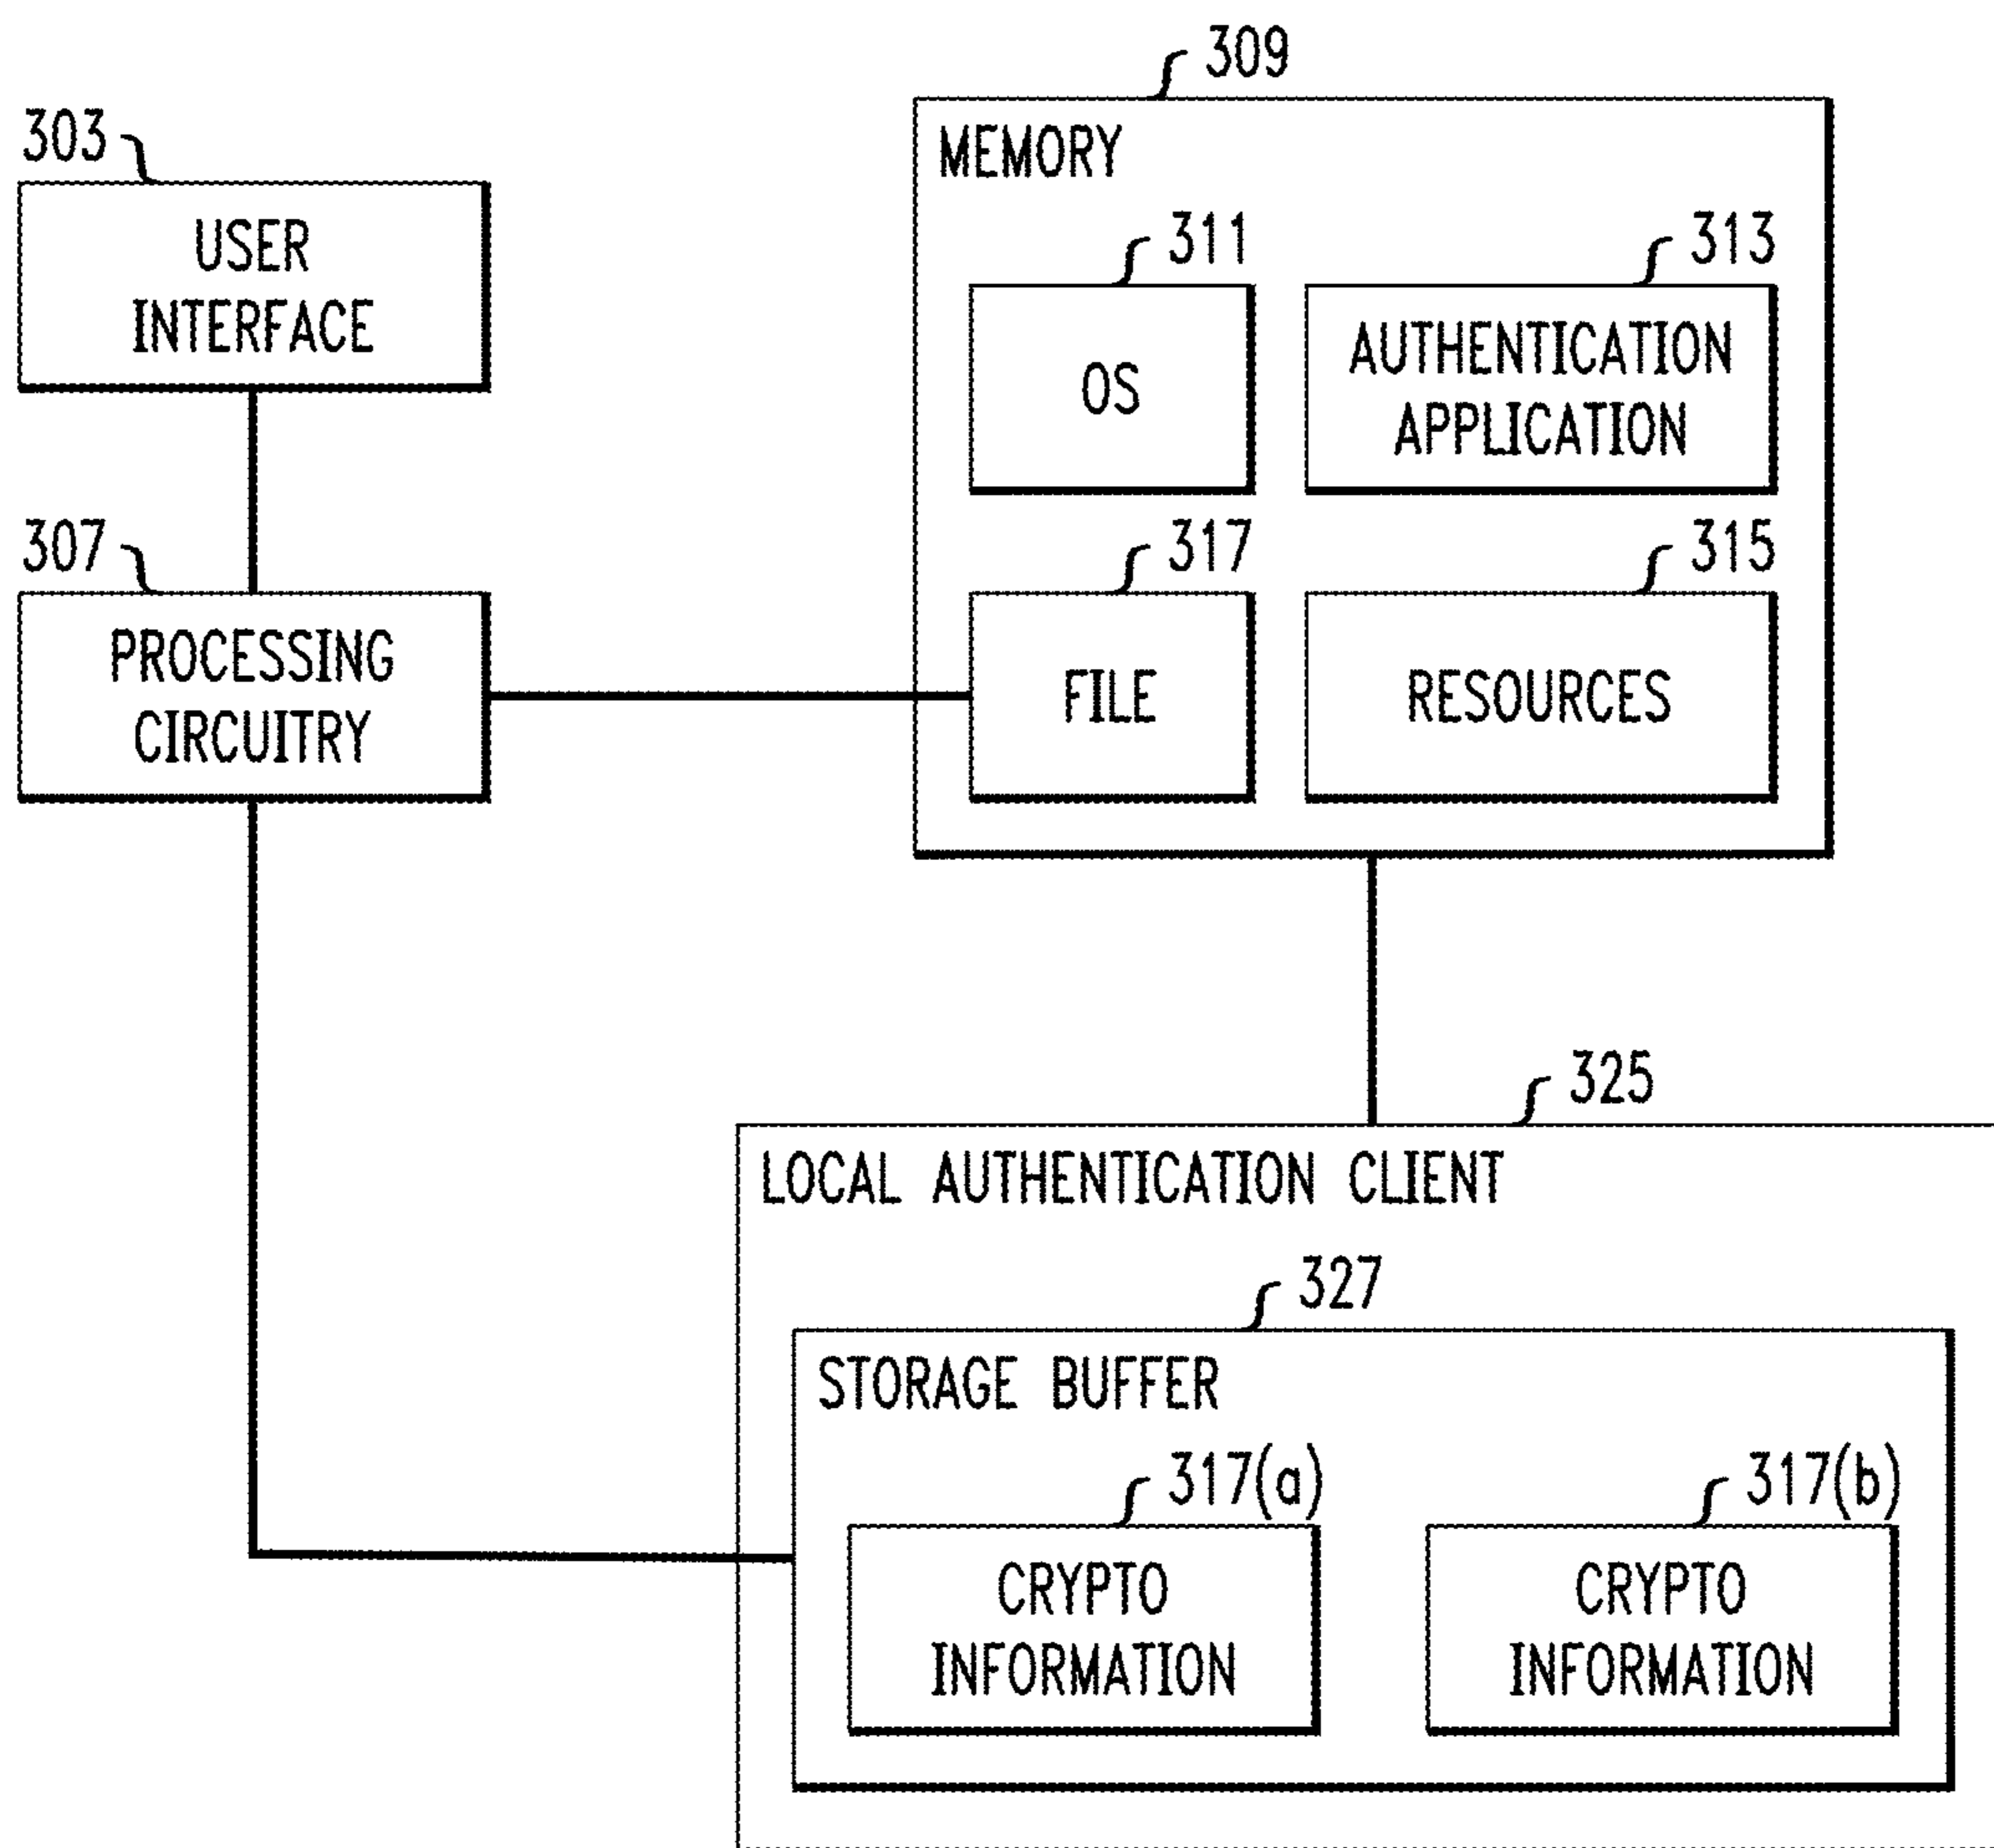 309
303
MEMORY
USER
INTERFACE
311
313
OS
AUTHENTICATION
APPLICATION
307
317
315
PROCESSING
CIRCUITRY
FILE
RESOURCES
325
LOCAL AUTHENTICATION CLIENT
327
STORAGE BUFFER
317(a)
317(b)
CRYPTO
INFORMATION
CRYPTO
INFORMATION